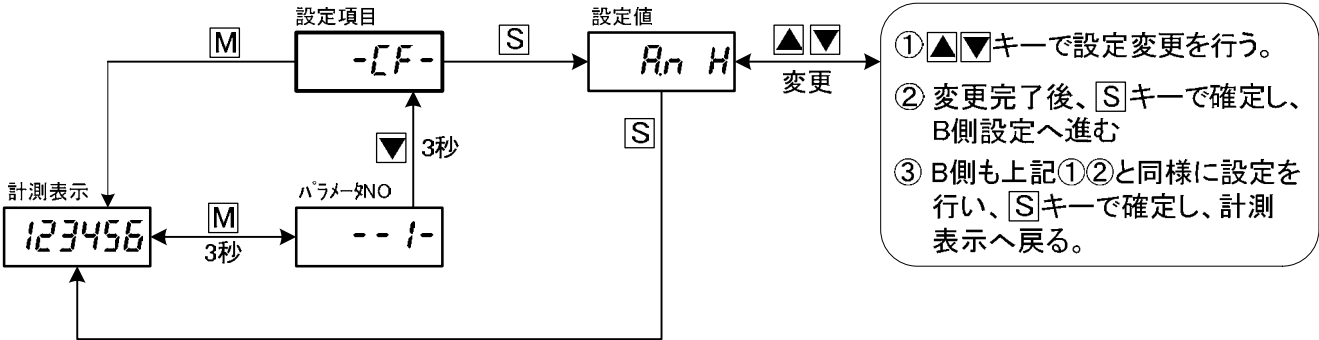 設定項目
設定値
M
-CF-
S
A.n H
▲▼
変更
①▲▼キーで設定変更を行う。
② 変更完了後、Sキーで確定し、
B側設定へ進む
③ B側も上記①②と同様に設定を
行い、Sキーで確定し、計測
表示へ戻る。
▼ 3秒
S
計測表示
パラメータNO
123456
M
3秒
- - 1-